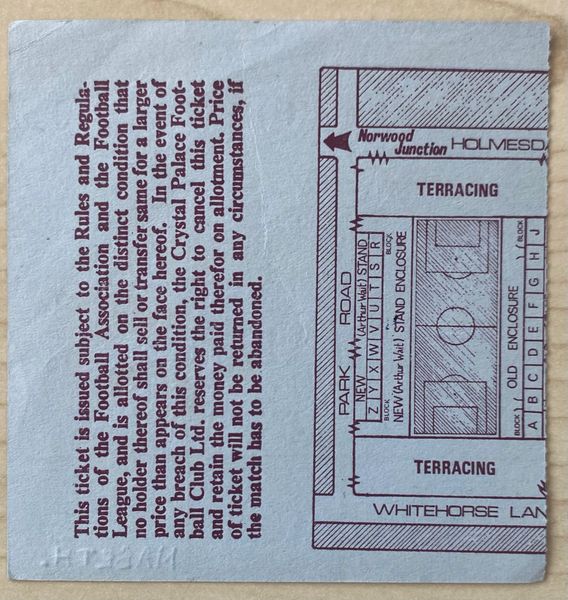 This ticket is issued subject to the Rules and Regula-
tions of the Football Association and the Football
League, and is allotted on the distinct condition that
no holder thereof shall sell or transfer same for a larger
price than appears on the face hereof. In the event of
any breach of this condition, the Crystal Palace Foot-
ball Club Ltd. reserves the right to cancel this ticket
and retain the money paid therefor on allotment. Price
of ticket will not be returned in any circumstances, if
the match has to be abandoned.
Norwood
Junction
HOLMESDA
TERRACING
PARK ROAD
NEW (Arthur Wait) STAND
Z Y X W V U T S R
BLOCK
BLOCK
NEW (Arthur Wait) STAND ENCLOSURE
OLD ENCLOSURE
BLOCK
BLOCK
A B C D E F G H J
TERRACING
WHITEHORSE LAN